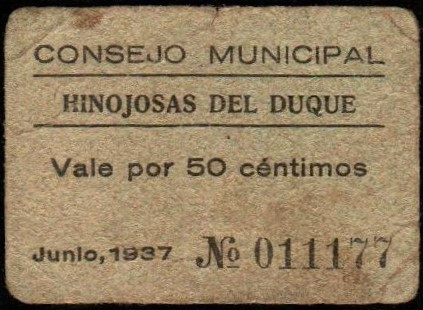 CONSEJO MUNICIPAL
HINOJOSAS DEL DUQUE
Vale por 50 céntimos
Junio, 1937 Nº 011177